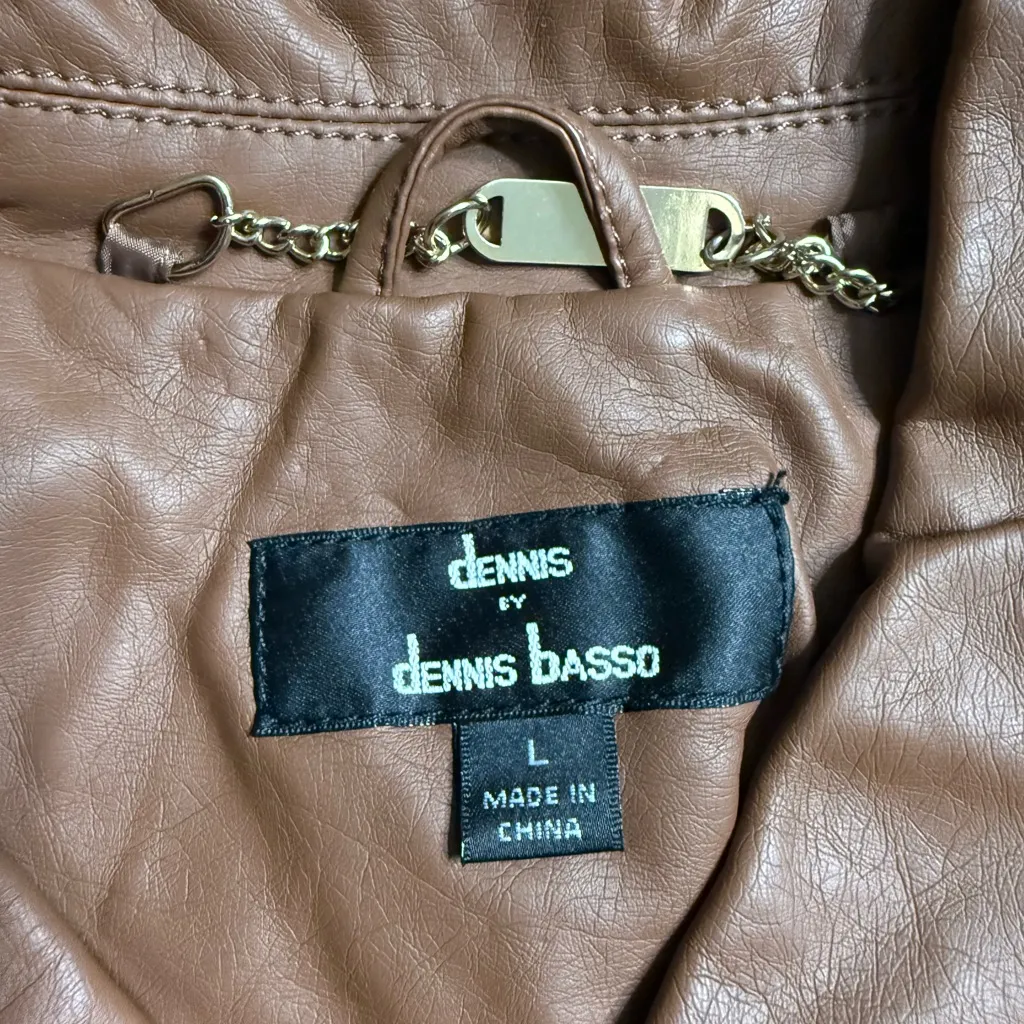 dENNIS
BY
dENNIS bASSO
L
MADE IN
CHINA